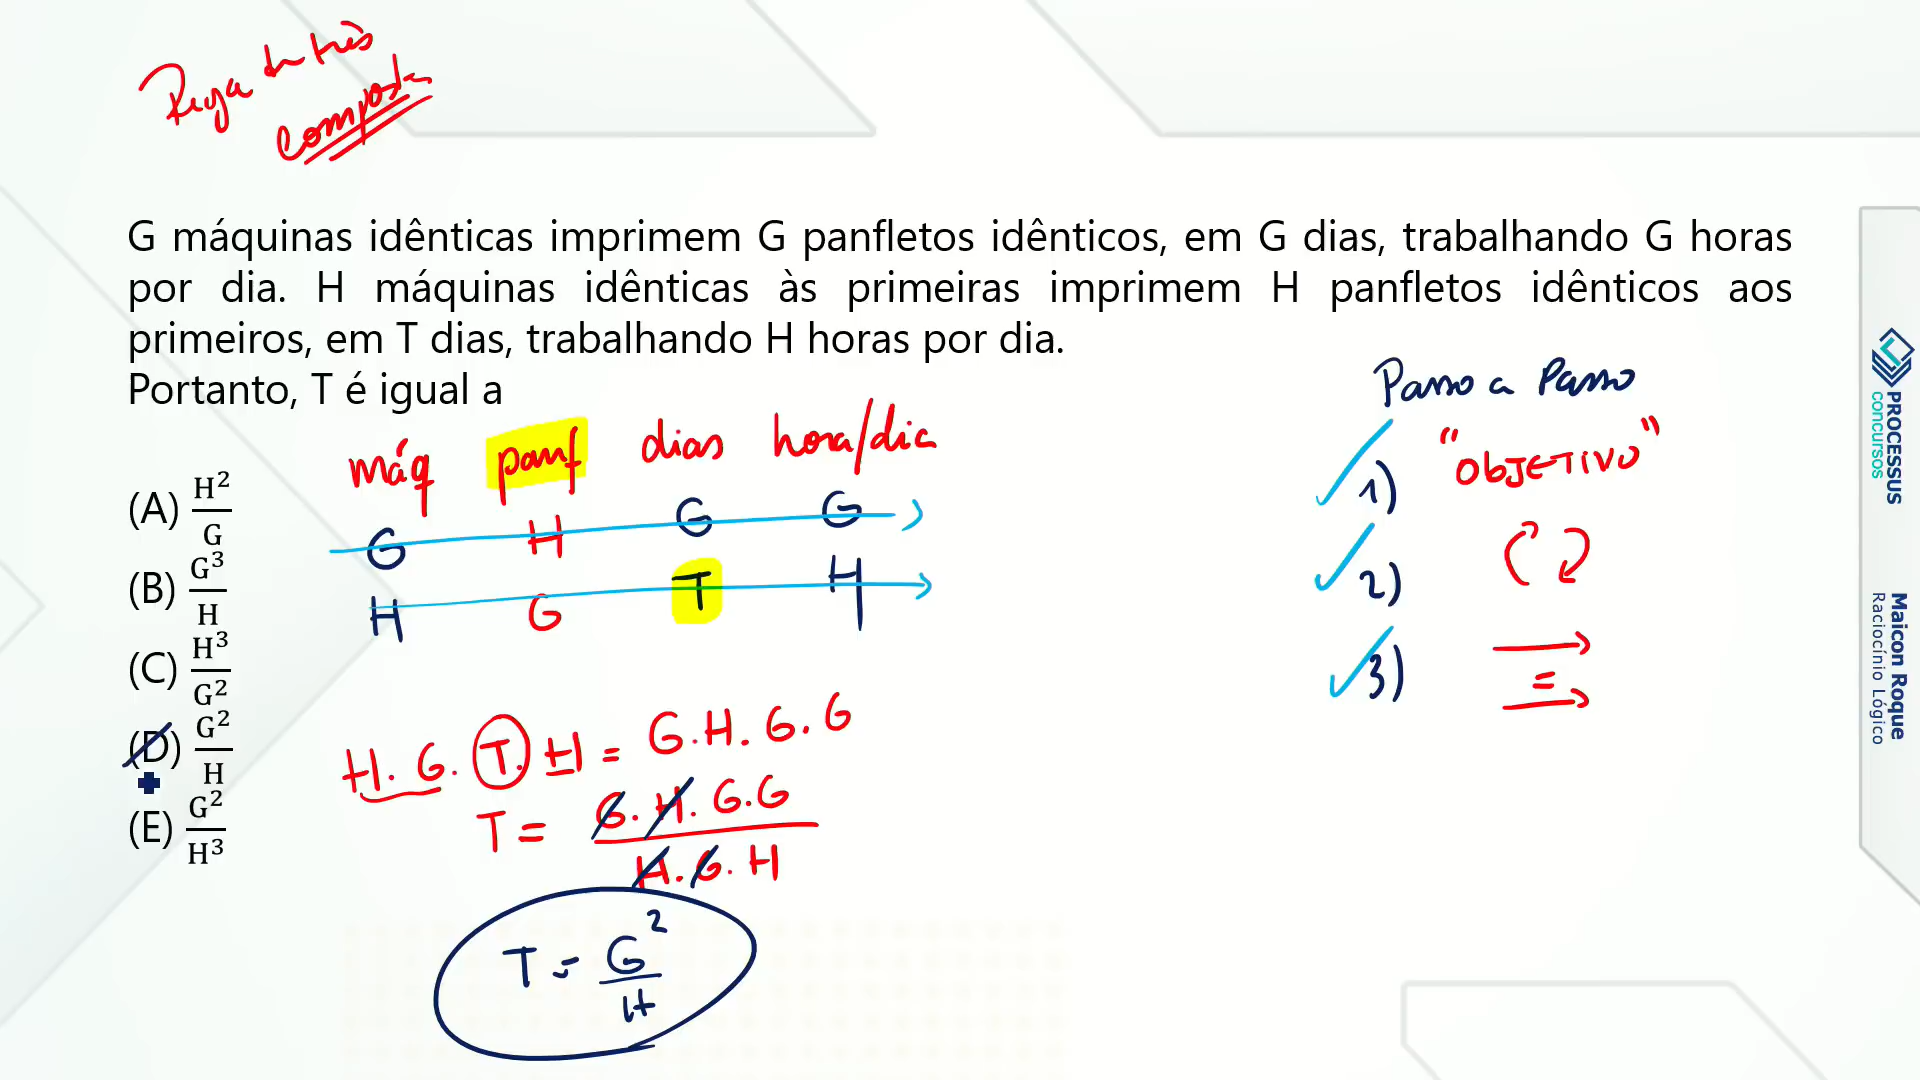 Rega de três
composta
G máquinas idênticas imprimem G panfletos idênticos, em G dias, trabalhando G horas
por dia. H máquinas idênticas às primeiras imprimem H panfletos idênticos aos
primeiros, em T dias, trabalhando H horas por dia.
Portanto, T é igual a
(A) H²/G
(B) G³/H
(C) H³/G²
(D) G²/H
(E) G²/H³
máq panf dias hora/dia
G H G G
H G T H
H. G. T. H = G.H.G.G
T = G.H.G.G / H.G.H
T = G²/H
Passo a Passo
1) "OBJETIVO"
2)
3) =
PROCESSUS
concursos
Maicon Roque
Raciocínio Lógico